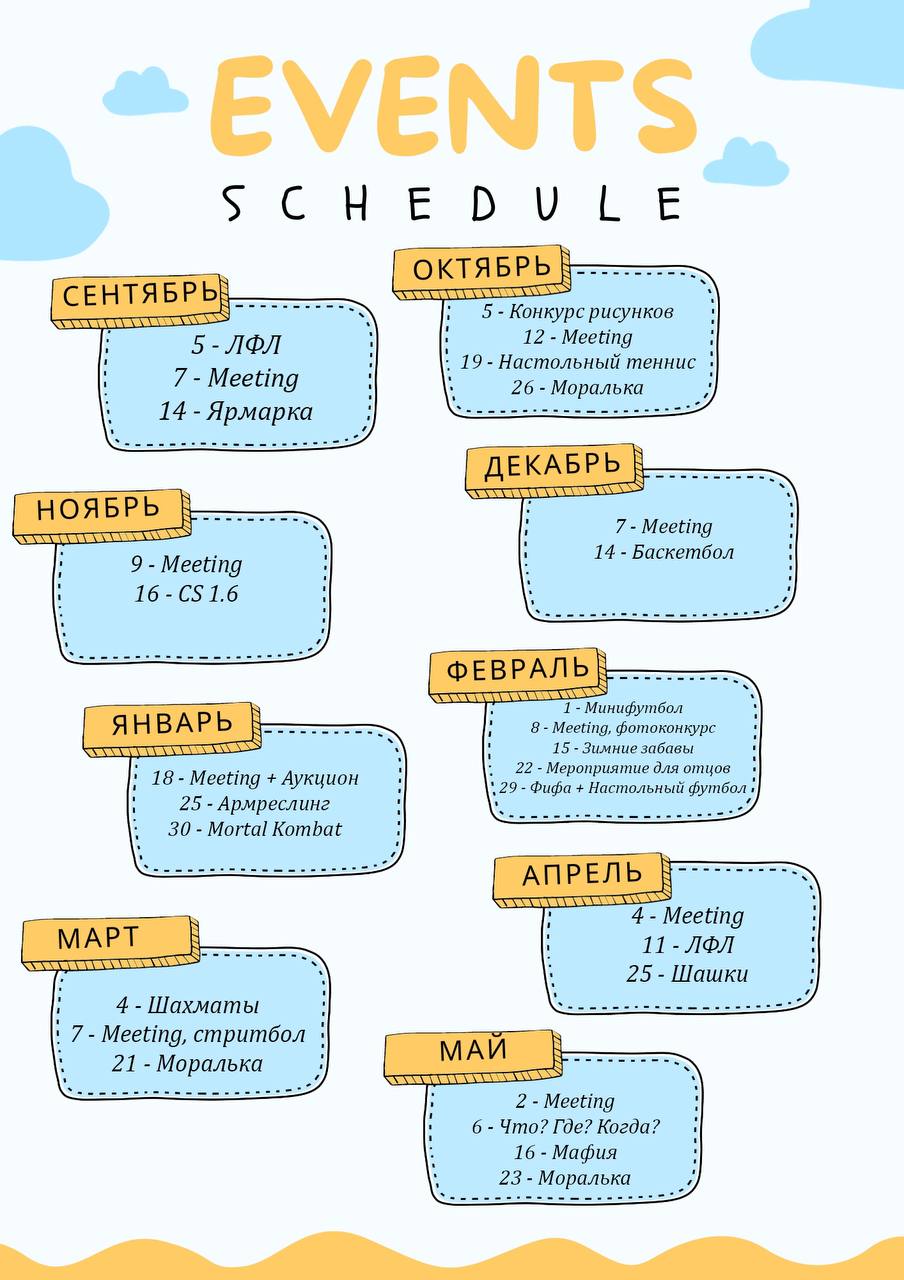 EVENTS
SCHEDULE
СЕНТЯБРЬ
5 - ЛФЛ
7 - Meeting
14 - Ярмарка
ОКТЯБРЬ
5 - Конкурс рисунков
12 - Meeting
19 - Настольный теннис
26 - Моралька
НОЯБРЬ
9 - Meeting
16 - CS 1.6
ДЕКАБРЬ
7 - Meeting
14 - Баскетбол
ЯНВАРЬ
18 - Meeting + Аукцион
25 - Армреслинг
30 - Mortal Kombat
ФЕВРАЛЬ
1 - Минифутбол
8 - Meeting, фотоконкурс
15 - Зимние забавы
22 - Мероприятие для отцов
29 - Фифа + Настольный футбол
МАРТ
4 - Шахматы
7 - Meeting, стритбол
21 - Моралька
АПРЕЛЬ
4 - Meeting
11 - ЛФЛ
25 - Шашки
МАЙ
2 - Meeting
6 - Что? Где? Когда?
16 - Мафия
23 - Моралька